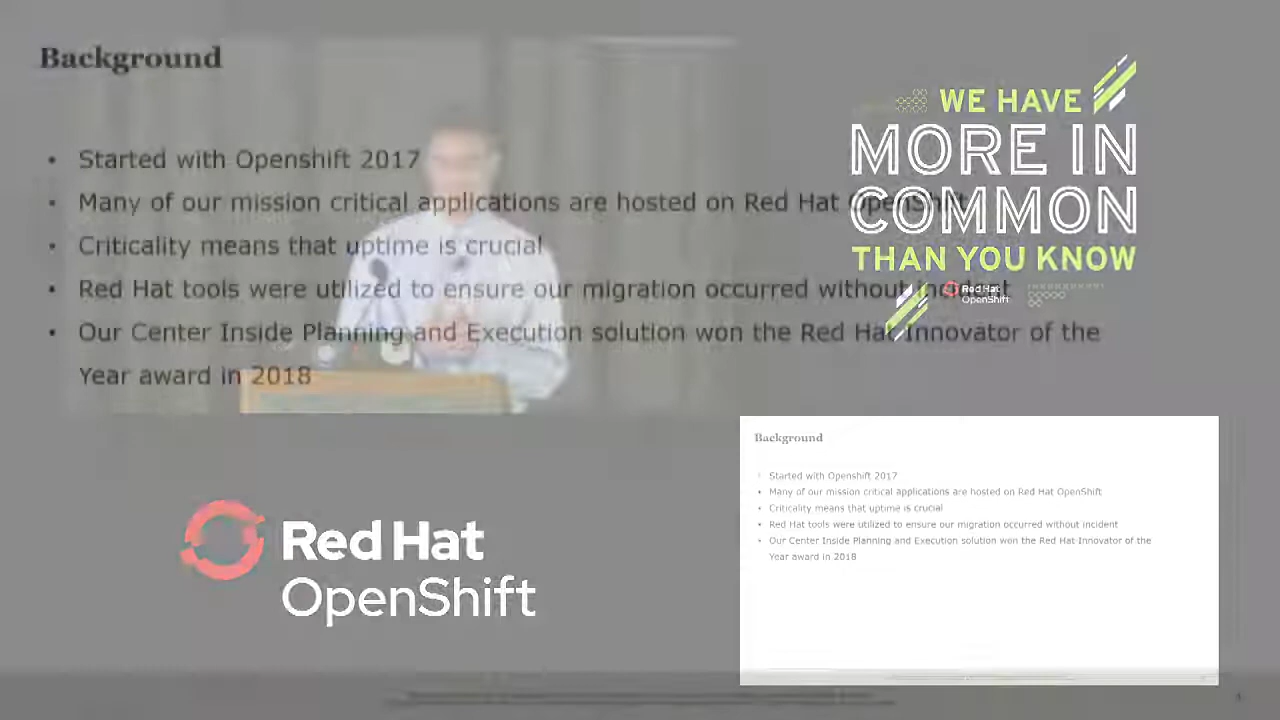 Background
• Started with Openshift 2017
• Many of our mission critical applications are hosted on Red Hat OpenShift
• Criticality means that uptime is crucial
• Red Hat tools were utilized to ensure our migration occurred without incident
• Our Center Inside Planning and Execution solution won the Red Hat Innovator of the
Year award in 2018
WE HAVE
MORE IN
COMMON
THAN YOU KNOW
Red Hat
OpenShift
Red Hat
OpenShift
Background
• Started with Openshift 2017
• Many of our mission critical applications are hosted on Red Hat OpenShift
• Criticality means that uptime is crucial
• Red Hat tools were utilized to ensure our migration occurred without incident
• Our Center Inside Planning and Execution solution won the Red Hat Innovator of the
Year award in 2018